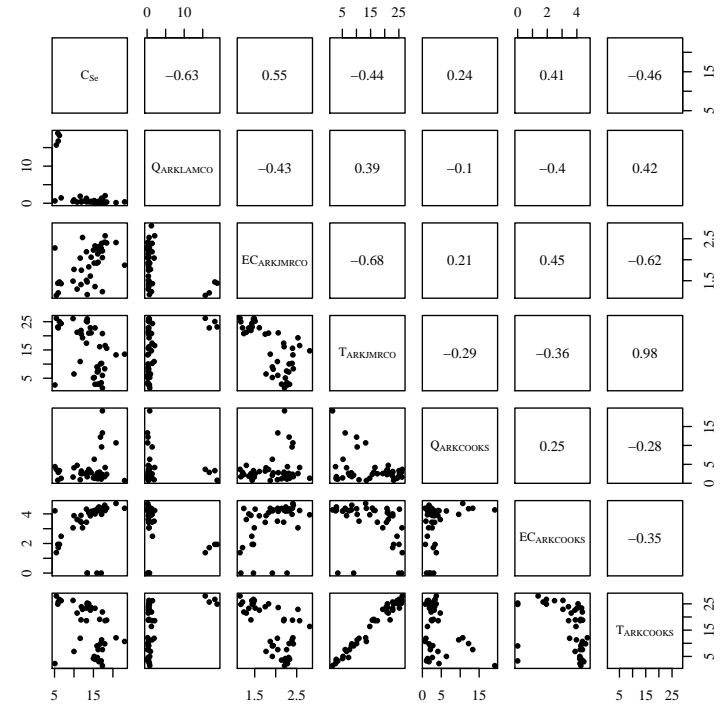 0 10 5 15 25 0 2 4
C_Se −0.63 0.55 −0.44 0.24 0.41 −0.46 5 15
0 10 Q_ARKLAMCO −0.43 0.39 −0.1 −0.4 0.42
EC_ARKJMRCO −0.68 0.21 0.45 −0.62 1.5 2.5
5 15 25 T_ARKJMRCO −0.29 −0.36 0.98
Q_ARKCOOKS 0.25 −0.28 0 5 15
0 2 4 EC_ARKCOOKS −0.35
T_ARKCOOKS 5 15 25
5 15 1.5 2.5 0 5 15 5 15 25